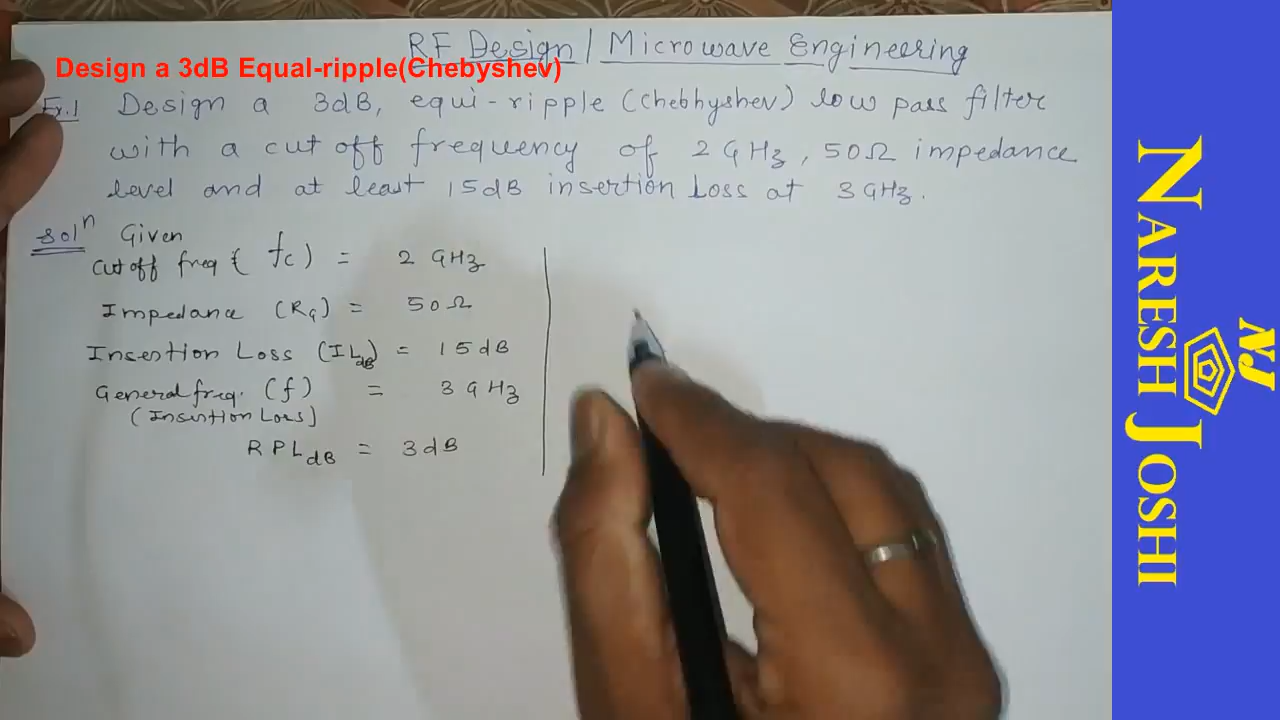 RF Design / Microwave Engineering
Design a 3dB Equal-ripple(Chebyshev)
Ex.1 Design a 3dB, equi-ripple (chebhyshev) low pass filter
with a cut off frequency of 2 GHz, 50Ω impedance
level and at least 15dB insertion Loss at 3 GHz.
Solⁿ Given
cut off freq ( fc ) = 2 GHz
Impedance (RG) = 50Ω
Insertion Loss (ILdB) = 15dB
General freq. (f) = 3 GHz
(Insertion Loss)
RPLdB = 3dB
NARESH JOSHI
NJ